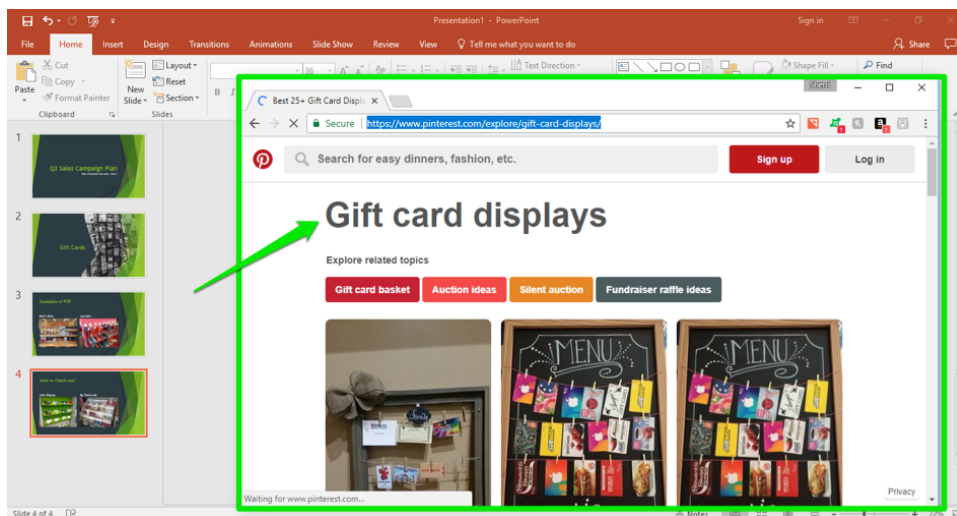 Presentation1 - PowerPoint
Sign in
File Home Insert Design Transitions Animations Slide Show Review View Tell me what you want to do Share
Cut
Copy
Format Painter
Paste
Clipboard
New Slide
Layout
Reset
Section
Slides
B
Text Direction
Shape Fill
Find
Best 25+ Gift Card Displa
Secure https://www.pinterest.com/explore/gift-card-displays/
Search for easy dinners, fashion, etc.
Sign up
Log in
Gift card displays
Explore related topics
Gift card basket
Auction ideas
Silent auction
Fundraiser raffle ideas
MENU
MENU
1
Q3 Sales Campaign Plan
2
Gift Cards
3
Examples of POP
4
Privacy
Waiting for www.pinterest.com...
Slide 4 of 4
Notes